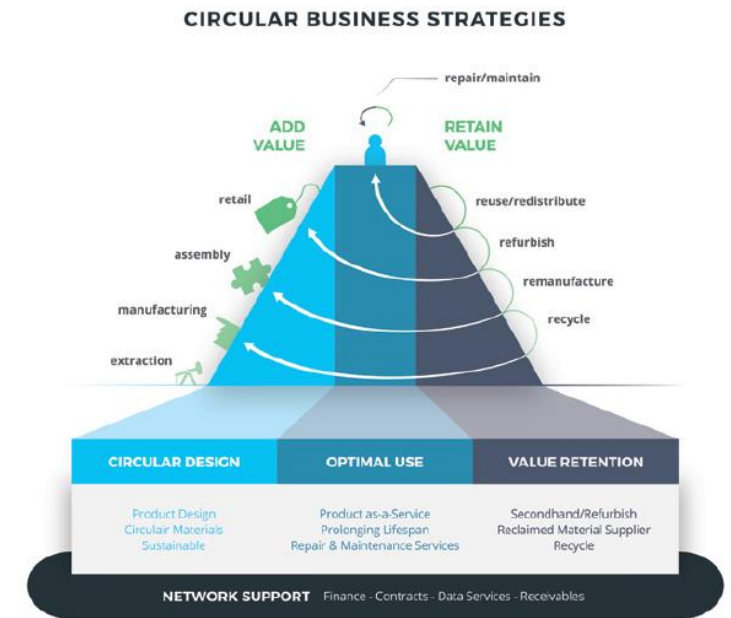 CIRCULAR BUSINESS STRATEGIES
repair/maintain
ADD
VALUE
RETAIN
VALUE
retail
assembly
manufacturing
extraction
reuse/redistribute
refurbish
remanufacture
recycle
CIRCULAR DESIGN
OPTIMAL USE
VALUE RETENTION
Product Design
Circulair Materials
Sustainable
Product as-a-Service
Prolonging Lifespan
Repair & Maintenance Services
Secondhand/Refurbish
Reclaimed Material Supplier
Recycle
NETWORK SUPPORT Finance - Contracts - Data Services - Receivables